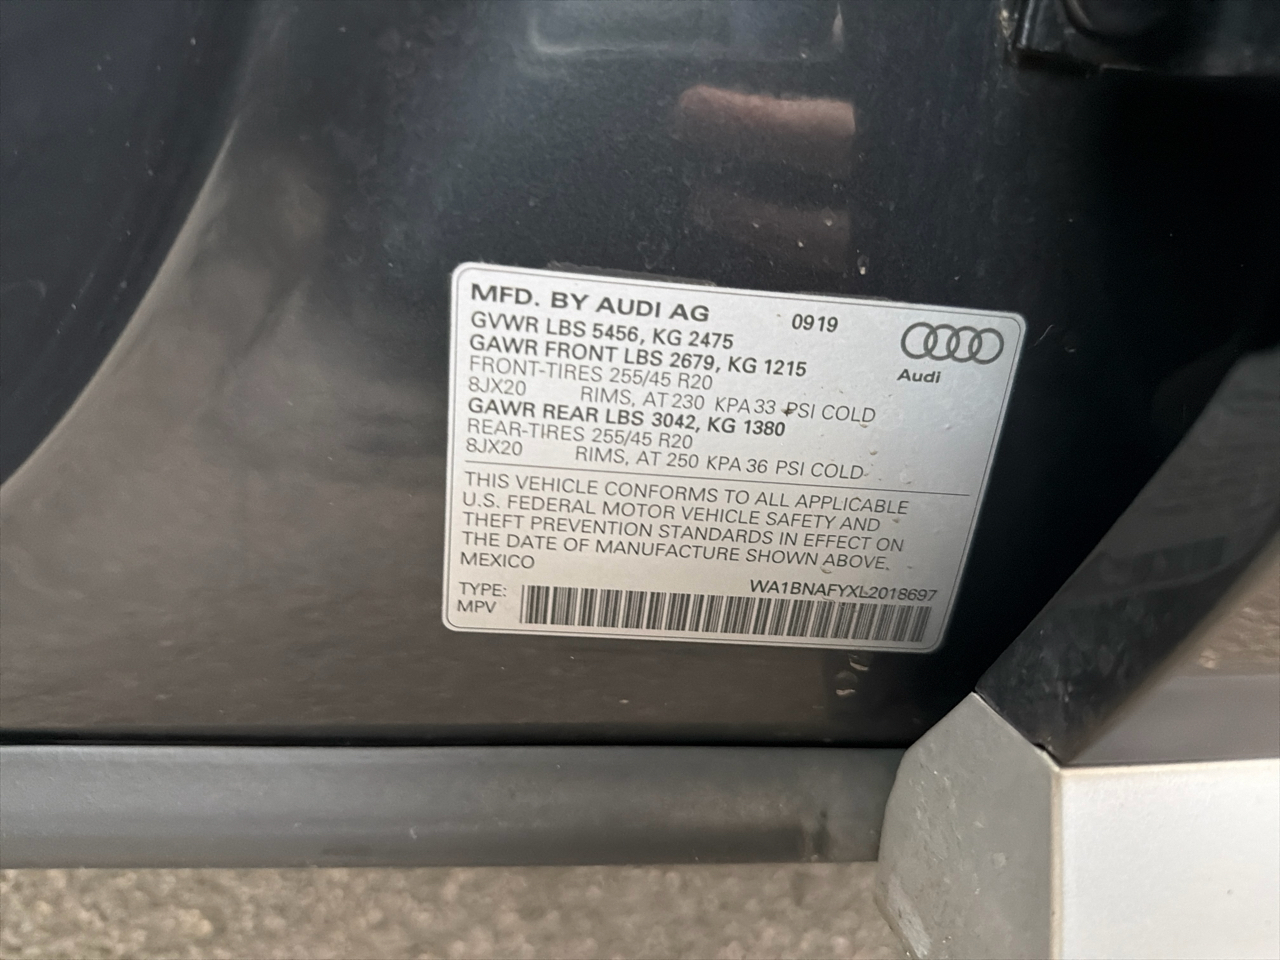 MFD. BY AUDI AG 0919
GVWR LBS 5456, KG 2475
GAWR FRONT LBS 2679, KG 1215
FRONT-TIRES 255/45 R20
8JX20 RIMS, AT 230 KPA 33 PSI COLD
GAWR REAR LBS 3042, KG 1380
REAR-TIRES 255/45 R20
8JX20 RIMS, AT 250 KPA 36 PSI COLD
Audi
THIS VEHICLE CONFORMS TO ALL APPLICABLE
U.S. FEDERAL MOTOR VEHICLE SAFETY AND
THEFT PREVENTION STANDARDS IN EFFECT ON
THE DATE OF MANUFACTURE SHOWN ABOVE.
MEXICO
WA1BNAFYXL2018697
TYPE:
MPV